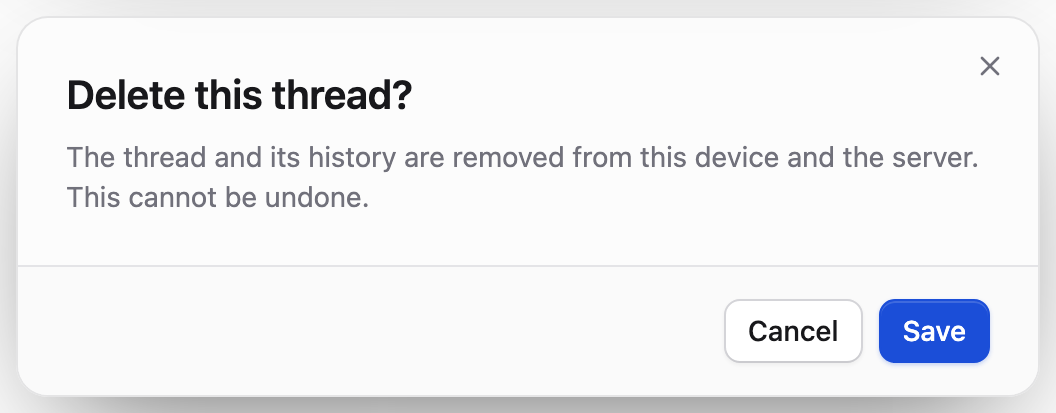 Delete this thread?
The thread and its history are removed from this device and the server.
This cannot be undone.
Cancel
Save